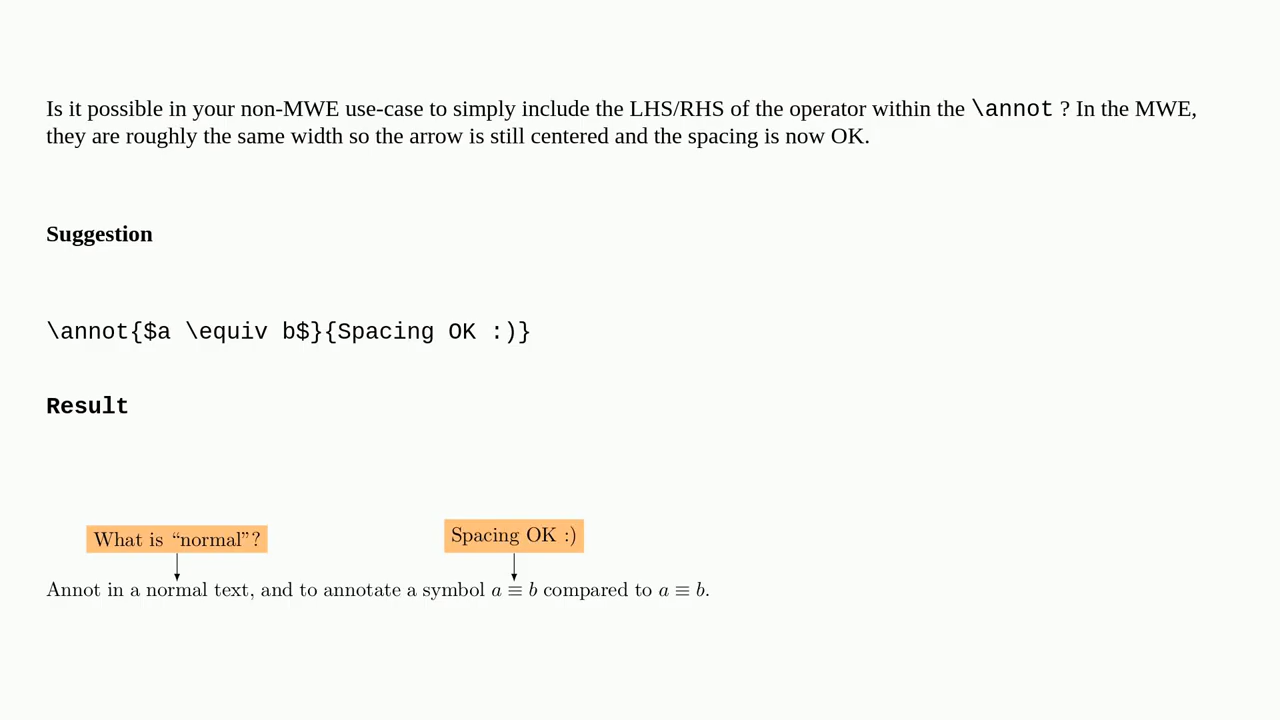 Is it possible in your non-MWE use-case to simply include the LHS/RHS of the operator within the \annot ? In the MWE,
they are roughly the same width so the arrow is still centered and the spacing is now OK.
Suggestion
\annot{$a \equiv b$}{Spacing OK :)}
Result
What is “normal”? Spacing OK :)
Annot in a normal text, and to annotate a symbol a ≡ b compared to a ≡ b.